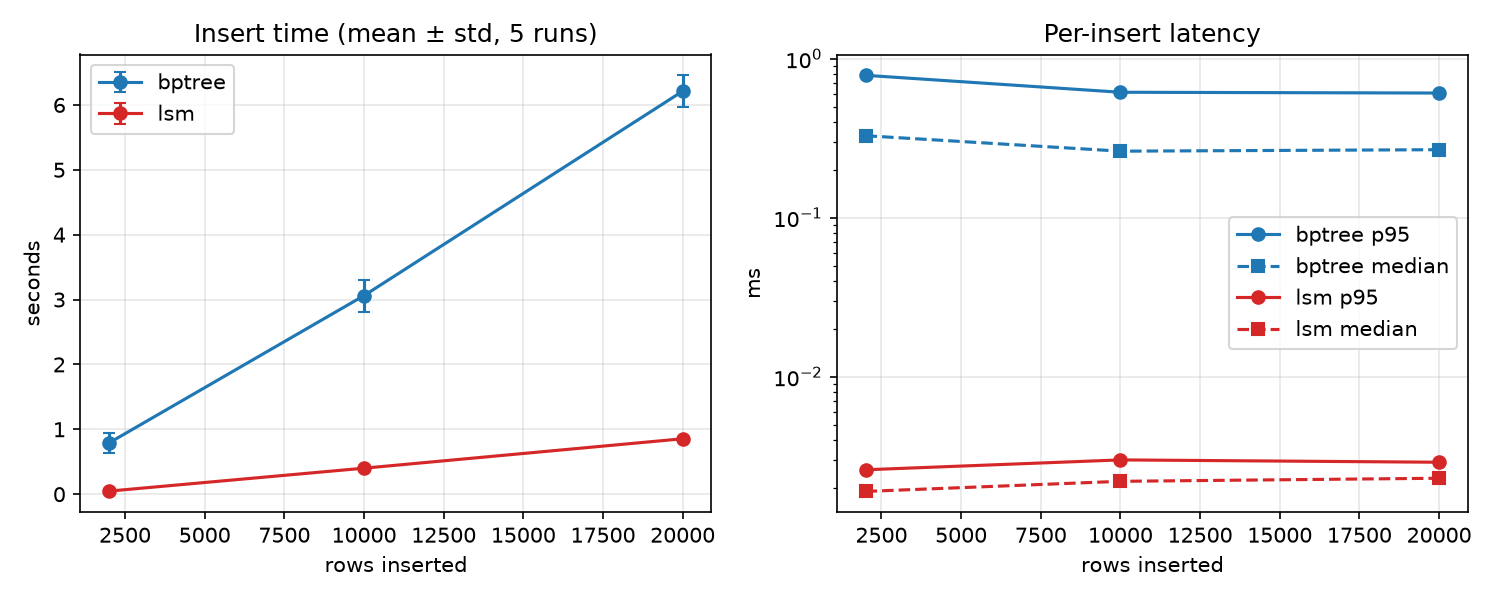 Insert time (mean ± std, 5 runs)
bptree
lsm
6
5
4
3
2
1
0
seconds
2500 5000 7500 10000 12500 15000 17500 20000
rows inserted
Per-insert latency
10⁰
10⁻¹
10⁻²
ms
bptree p95
bptree median
lsm p95
lsm median
2500 5000 7500 10000 12500 15000 17500 20000
rows inserted